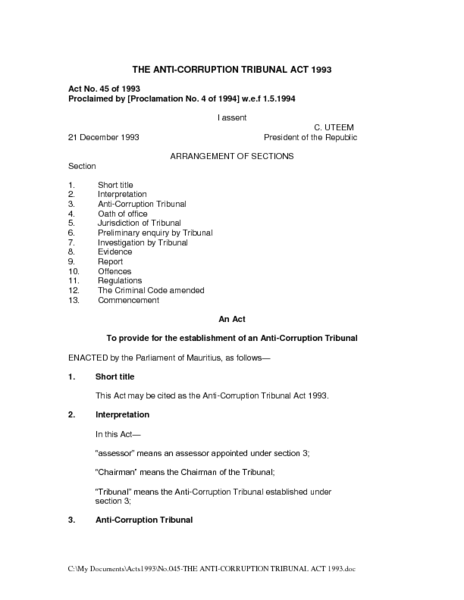 THE ANTI-CORRUPTION TRIBUNAL ACT 1993
Act No. 45 of 1993
Proclaimed by [Proclamation No. 4 of 1994] w.e.f 1.5.1994
I assent
C. UTEEM
21 December 1993 President of the Republic
ARRANGEMENT OF SECTIONS
Section
1. Short title
2. Interpretation
3. Anti-Corruption Tribunal
4. Oath of office
5. Jurisdiction of Tribunal
6. Preliminary enquiry by Tribunal
7. Investigation by Tribunal
8. Evidence
9. Report
10. Offences
11. Regulations
12. The Criminal Code amended
13. Commencement
An Act
To provide for the establishment of an Anti-Corruption Tribunal
ENACTED by the Parliament of Mauritius, as follows—
1. Short title
This Act may be cited as the Anti-Corruption Tribunal Act 1993.
2. Interpretation
In this Act—
"assessor" means an assessor appointed under section 3;
"Chairman" means the Chairman of the Tribunal;
"Tribunal" means the Anti-Corruption Tribunal established under
section 3;
3. Anti-Corruption Tribunal
C:\My Documents\Acts1993\No.045-THE ANTI-CORRUPTION TRIBUNAL ACT 1993.doc